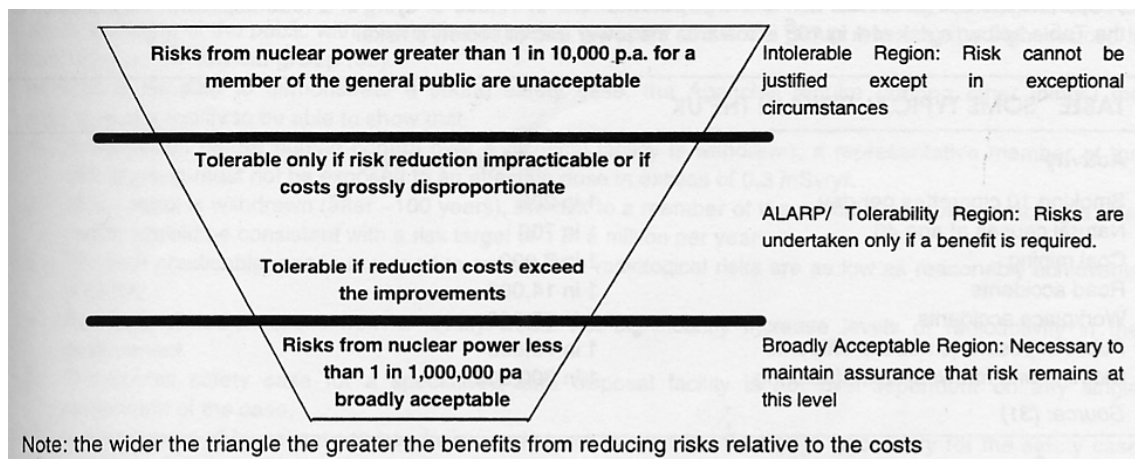 Risks from nuclear power greater than 1 in 10,000 p.a. for a
member of the general public are unacceptable
Intolerable Region: Risk cannot be
justified except in exceptional
circumstances
Tolerable only if risk reduction impracticable or if
costs grossly disproportionate
Tolerable if reduction costs exceed
the improvements
ALARP/ Tolerability Region: Risks are
undertaken only if a benefit is required.
Risks from nuclear power less
than 1 in 1,000,000 pa
broadly acceptable
Broadly Acceptable Region: Necessary to
maintain assurance that risk remains at
this level
Note: the wider the triangle the greater the benefits from reducing risks relative to the costs